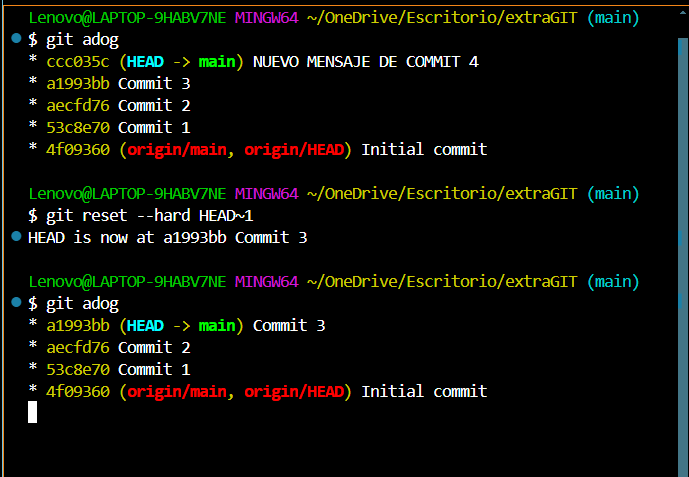 Lenovo@LAPTOP-9HABV7NE MINGW64 ~/OneDrive/Escritorio/extraGIT (main)
$ git adog
* ccc035c (HEAD -> main) NUEVO MENSAJE DE COMMIT 4
* a1993bb Commit 3
* aecfd76 Commit 2
* 53c8e70 Commit 1
* 4f09360 (origin/main, origin/HEAD) Initial commit
Lenovo@LAPTOP-9HABV7NE MINGW64 ~/OneDrive/Escritorio/extraGIT (main)
$ git reset --hard HEAD~1
HEAD is now at a1993bb Commit 3
Lenovo@LAPTOP-9HABV7NE MINGW64 ~/OneDrive/Escritorio/extraGIT (main)
$ git adog
* a1993bb (HEAD -> main) Commit 3
* aecfd76 Commit 2
* 53c8e70 Commit 1
* 4f09360 (origin/main, origin/HEAD) Initial commit